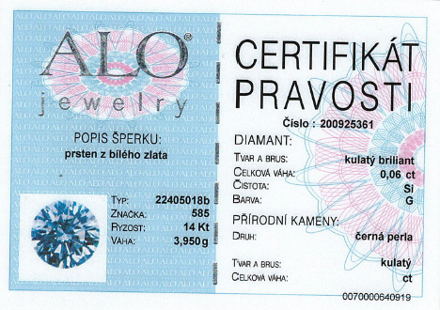 ALO®
jewelry
POPIS ŠPERKU:
prsten z bílého zlata
TYP: 22405018b
ZNAČKA: 585
RYZOST: 14 Kt
VÁHA: 3,950g
CERTIFIKÁT
PRAVOSTI
Číslo : 200925361
DIAMANT:
TVAR A BRUS: kulatý briliant
CELKOVÁ VÁHA: 0,06 ct
ČISTOTA: Si
BARVA: G
PŘÍRODNÍ KAMENY:
DRUH: černá perla
TVAR A BRUS: kulatý
CELKOVÁ VÁHA: ct
0070000640919